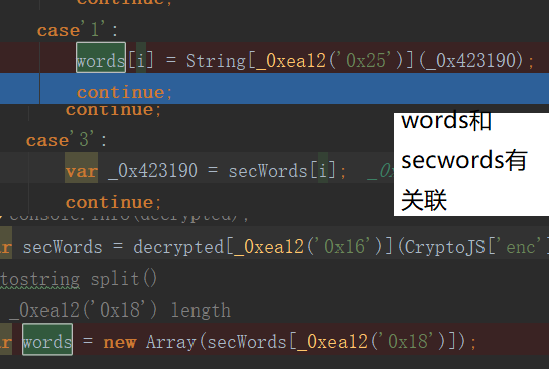 continue;
case'1':
words[i] = String[_0xea12('0x25')](_0x423190);
continue;
continue;
case'3':
var _0x423190 = secWords[i];
continue;
words和
secwords有
关联
console.info(decrypted);
ar secWords = decrypted[_0xea12('0x16')](CryptoJS['enc'
tostring split()
_0xea12('0x18') length
ar words = new Array(secWords[_0xea12('0x18')]);